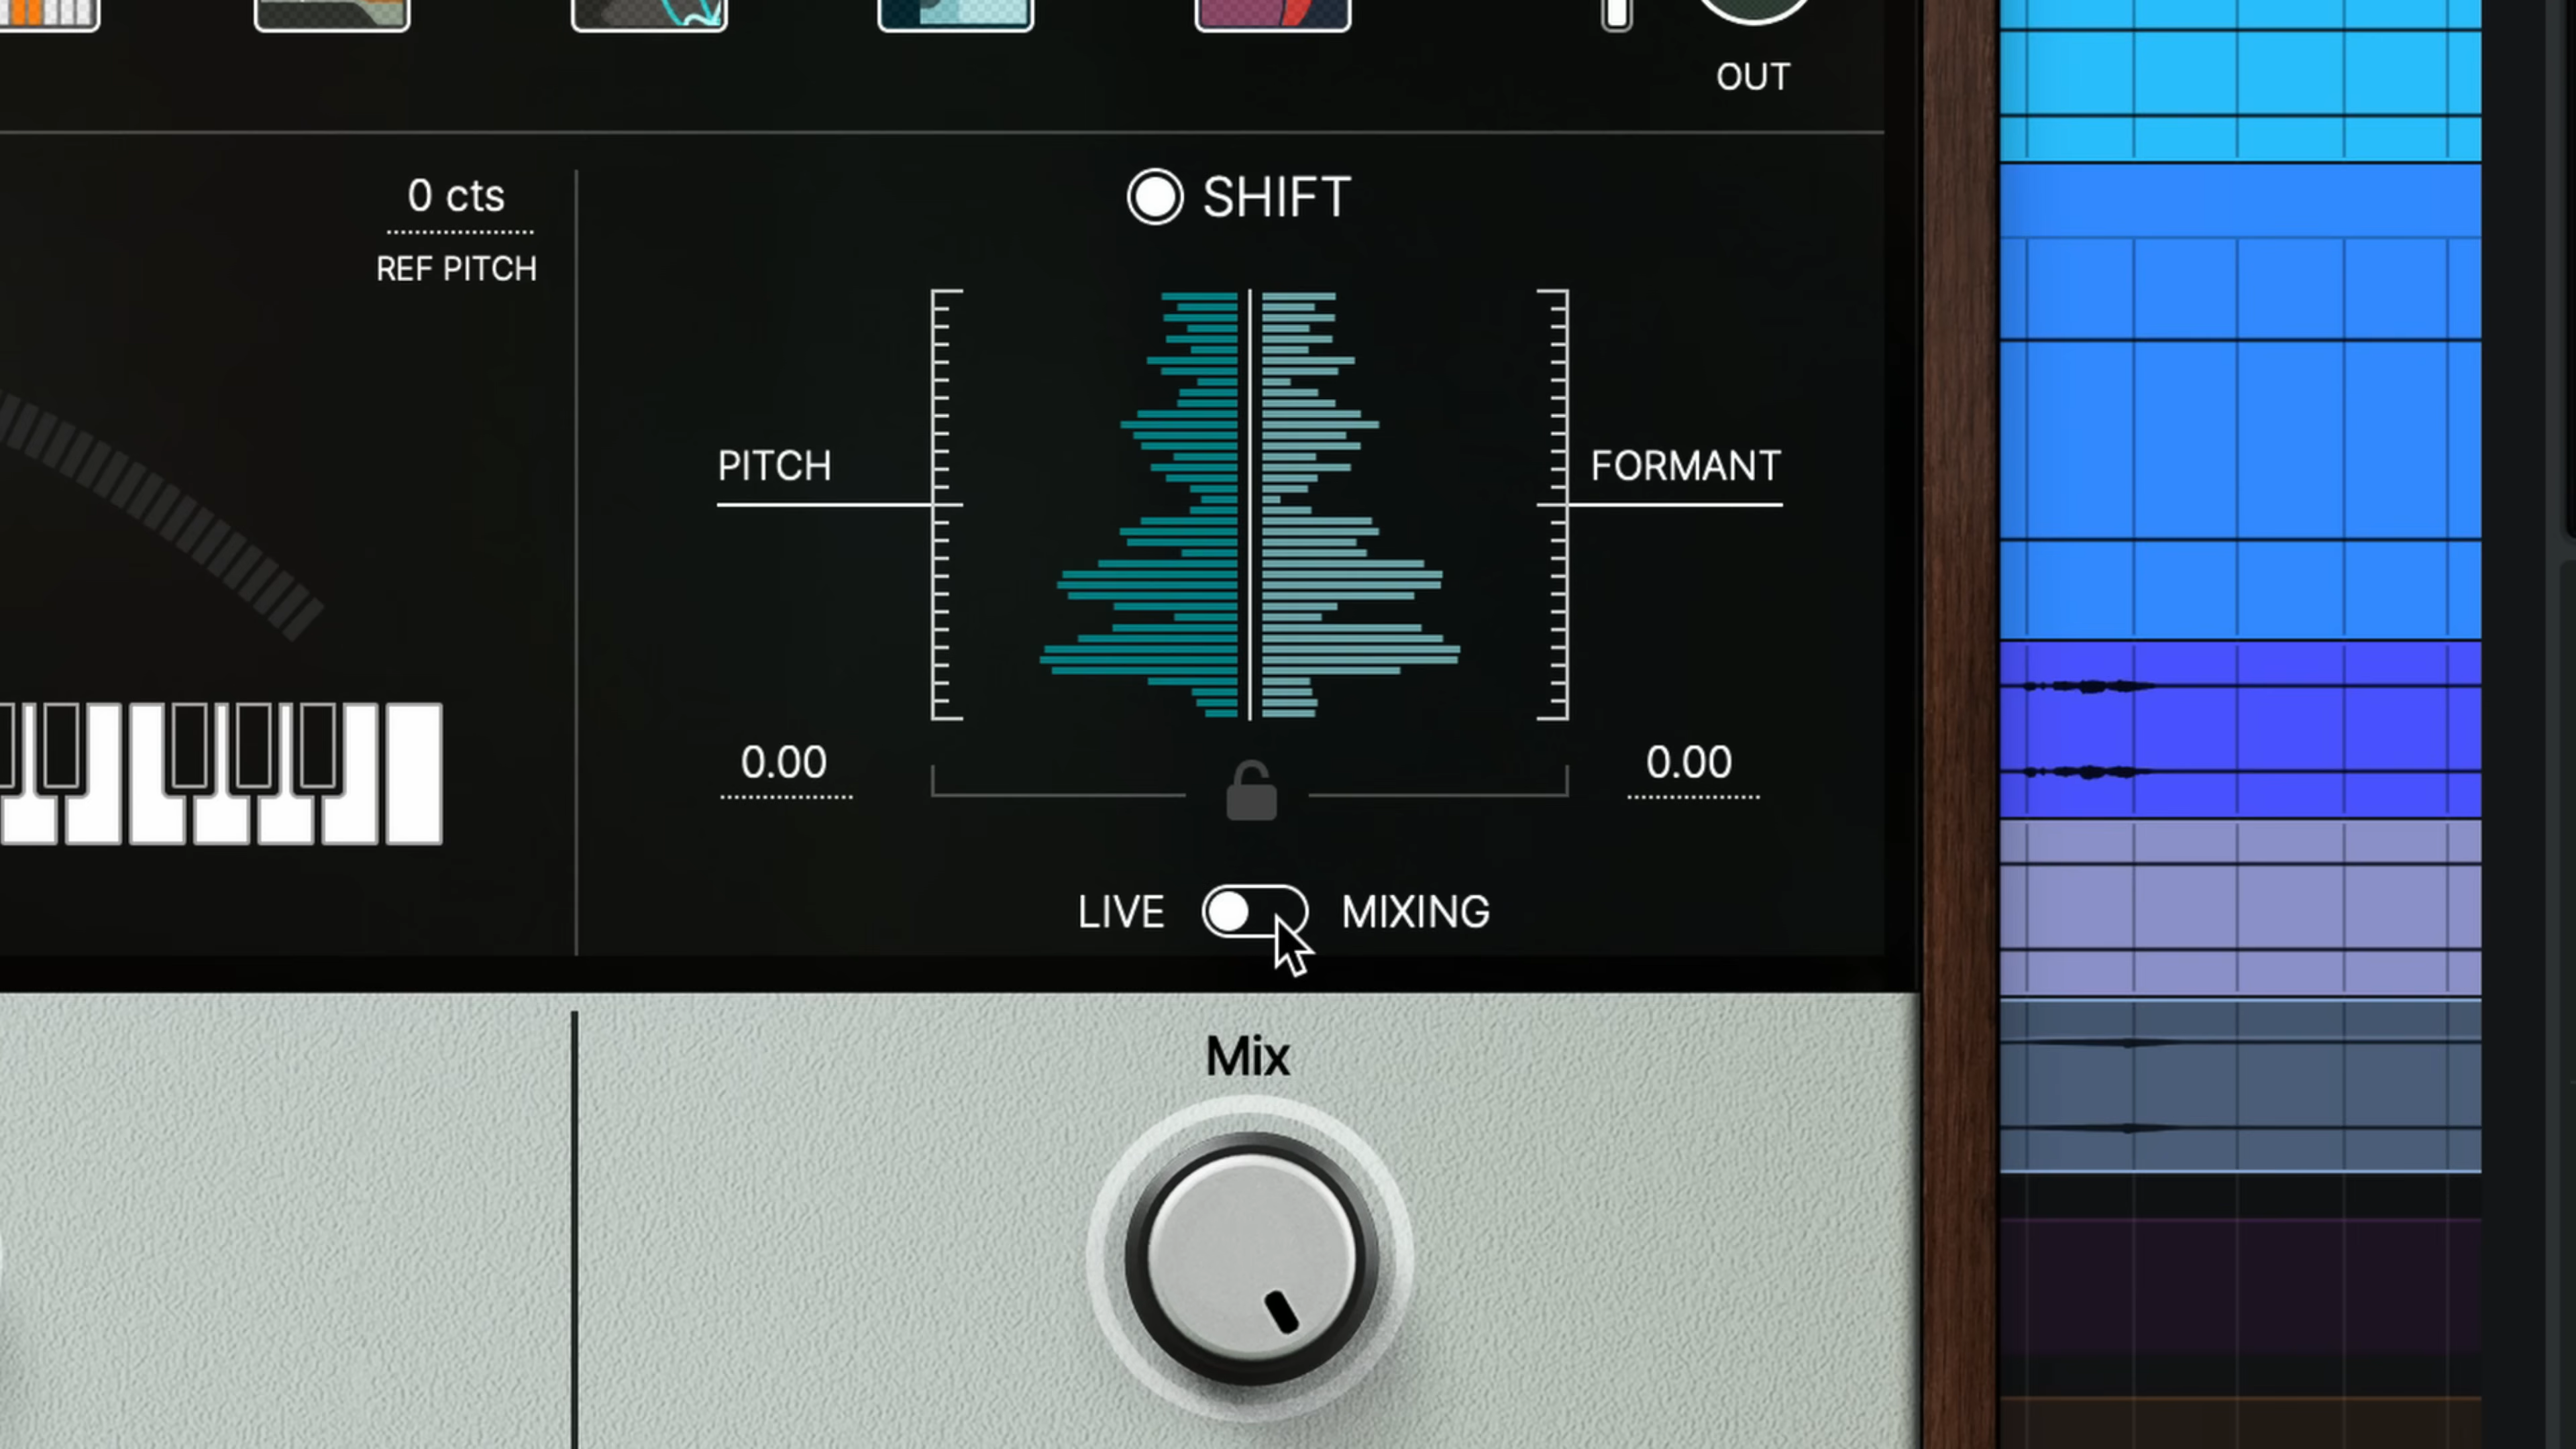 OUT
0 cts
REF PITCH
SHIFT
PITCH
FORMANT
0.00
0.00
LIVE
MIXING
Mix